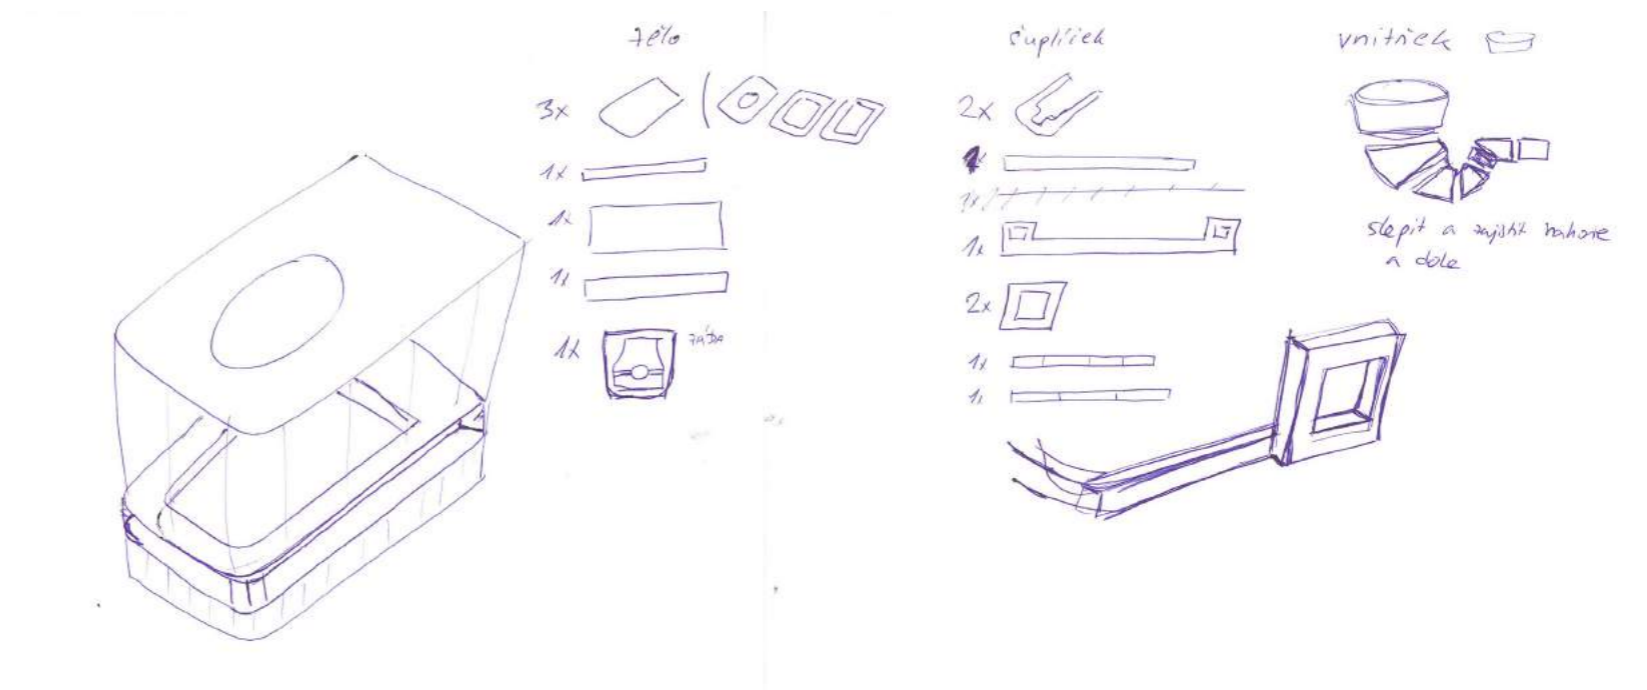 tělo
3x
1x
1x
1x
1x
šuplíček
2x
1x
1x
2x
1x
1x
vnitřek
slepit a zajistit nahoře
a dole